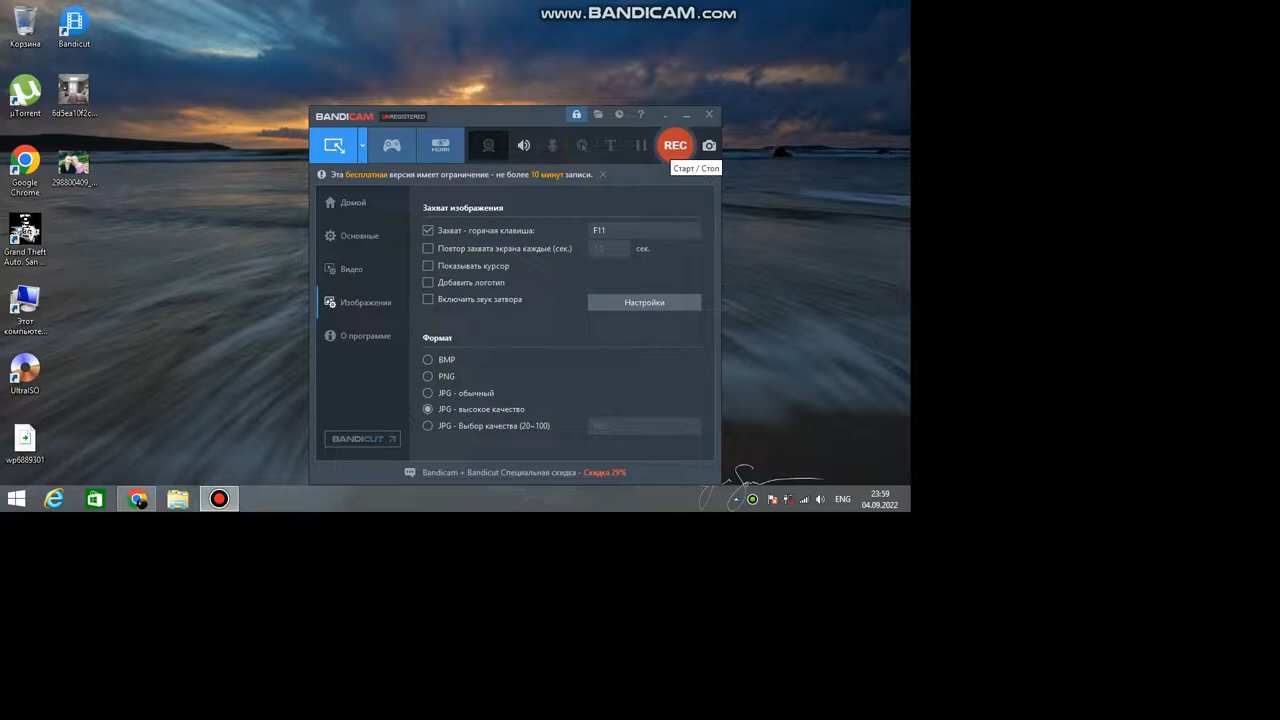 www.BANDICAM.com
Корзина
Bandicut
µTorrent
6d5ea10f2c...
Google
Chrome
298800409_...
Grand Theft
Auto. San ...
Этот
компьюте...
UltraISO
wp6889301
BANDICAM UNREGISTERED
HDMI
REC
Старт / Стоп
Эта бесплатная версия имеет ограничение - не более 10 минут записи.
Домой
Основные
Видео
Изображения
О программе
BANDICUT
Захват изображения
Захват - горячая клавиша: F11
Повтор захвата экрана каждые (сек.) сек.
Показывать курсор
Добавить логотип
Включить звук затвора
Настройки
Формат
BMP
PNG
JPG - обычный
JPG - высокое качество
JPG - Выбор качества (20~100)
Bandicam + Bandicut Специальная скидка - Скидка 29%
ENG
23:59
04.09.2022